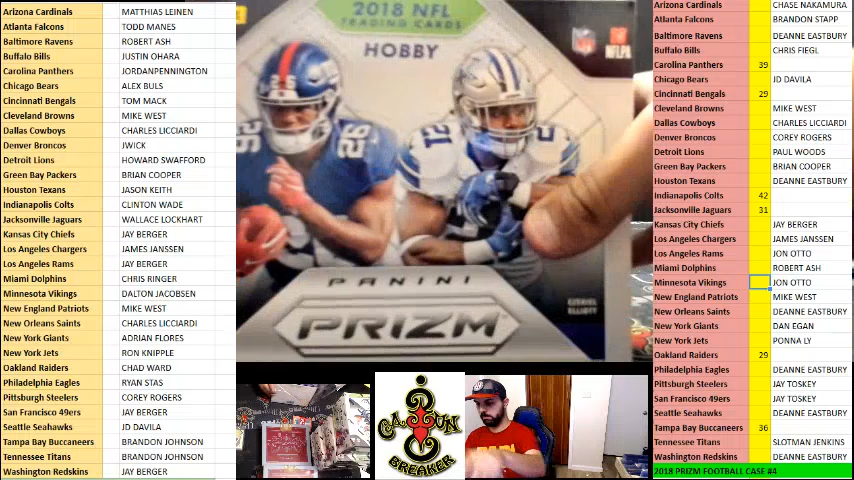 Arizona Cardinals MATTHIAS LEINEN
Atlanta Falcons TODD MANES
Baltimore Ravens ROBERT ASH
Buffalo Bills JUSTIN OHARA
Carolina Panthers JORDANPENNINGTON
Chicago Bears ALEX BULS
Cincinnati Bengals TOM MACK
Cleveland Browns MIKE WEST
Dallas Cowboys CHARLES LICCIARDI
Denver Broncos JWICK
Detroit Lions HOWARD SWAFFORD
Green Bay Packers BRIAN COOPER
Houston Texans JASON KEITH
Indianapolis Colts CLINTON WADE
Jacksonville Jaguars WALLACE LOCKHART
Kansas City Chiefs JAY BERGER
Los Angeles Chargers JAMES JANSSEN
Los Angeles Rams JAY BERGER
Miami Dolphins CHRIS RINGER
Minnesota Vikings DALTON JACOBSEN
New England Patriots MIKE WEST
New Orleans Saints CHARLES LICCIARDI
New York Giants ADRIAN FLORES
New York Jets RON KNIPPLE
Oakland Raiders CHAD WARD
Philadelphia Eagles RYAN STAS
Pittsburgh Steelers COREY ROGERS
San Francisco 49ers JAY BERGER
Seattle Seahawks JD DAVILA
Tampa Bay Buccaneers BRANDON JOHNSON
Tennessee Titans BRANDON JOHNSON
Washington Redskins JAY BERGER
2018 NFL
TRADING CARDS
HOBBY
NFL
26
PANINI
PRIZM
EZEKIEL
ELLIOTT
CAJUN
BREAKER
Arizona Cardinals CHASE NAKAMURA
Atlanta Falcons BRANDON STAPP
Baltimore Ravens DEANNE EASTBURY
Buffalo Bills CHRIS FIEGL
Carolina Panthers 39
Chicago Bears JD DAVILA
Cincinnati Bengals 29
Cleveland Browns MIKE WEST
Dallas Cowboys CHARLES LICCIARDI
Denver Broncos COREY ROGERS
Detroit Lions PAUL WOODS
Green Bay Packers BRIAN COOPER
Houston Texans DEANNE EASTBURY
Indianapolis Colts 42
Jacksonville Jaguars 31
Kansas City Chiefs JAY BERGER
Los Angeles Chargers JAMES JANSSEN
Los Angeles Rams JON OTTO
Miami Dolphins ROBERT ASH
Minnesota Vikings JON OTTO
New England Patriots MIKE WEST
New Orleans Saints DEANNE EASTBURY
New York Giants DAN EGAN
New York Jets PONNA LY
Oakland Raiders 29
Philadelphia Eagles DEANNE EASTBURY
Pittsburgh Steelers JAY TOSKEY
San Francisco 49ers JAY TOSKEY
Seattle Seahawks DEANNE EASTBURY
Tampa Bay Buccaneers 36
Tennessee Titans SLOTMAN JENKINS
Washington Redskins DEANNE EASTBURY
2018 PRIZM FOOTBALL CASE #4